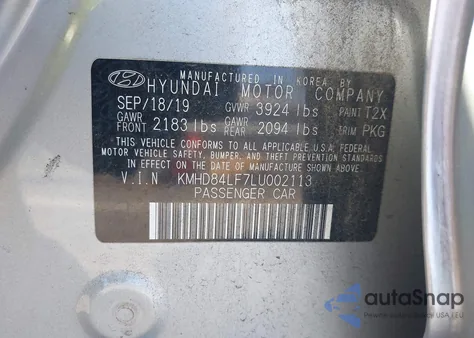 MANUFACTURED IN KOREA BY
HYUNDAI MOTOR COMPANY
SEP/18/19 GVWR 3924 lbs PAINT T2X
GAWR FRONT 2183 lbs GAWR REAR 2094 lbs TRIM PKG
THIS VEHICLE CONFORMS TO ALL APPLICABLE U.S.A. FEDERAL
MOTOR VEHICLE SAFETY, BUMPER, AND THEFT PREVENTION STANDARDS
IN EFFECT ON THE DATE OF MANUFACTURE SHOWN ABOVE.
V.I.N KMHD84LF7LU002113
PASSENGER CAR
autoSnap